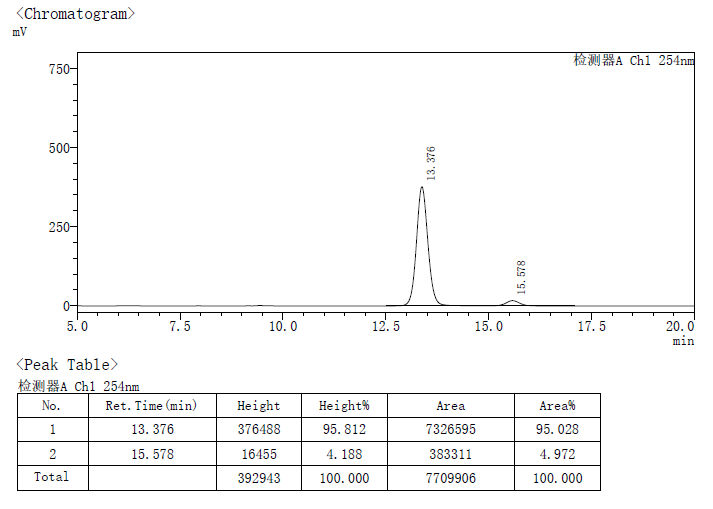 <Chromatogram>
mV
检测器A Ch1 254nm
750
500
250
0
13.376
15.578
5.0 7.5 10.0 12.5 15.0 17.5 20.0
min
<Peak Table>
检测器A Ch1 254nm
No. Ret.Time(min) Height Height% Area Area%
1 13.376 376488 95.812 7326595 95.028
2 15.578 16455 4.188 383311 4.972
Total 392943 100.000 7709906 100.000